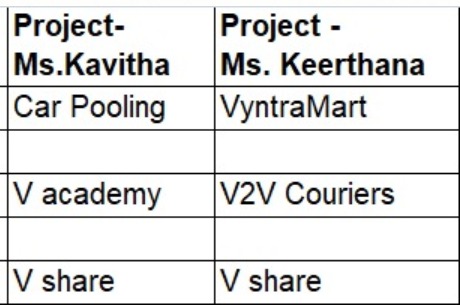 Project- Project -
Ms.Kavitha Ms. Keerthana
Car Pooling VyntraMart
V academy V2V Couriers
V share V share